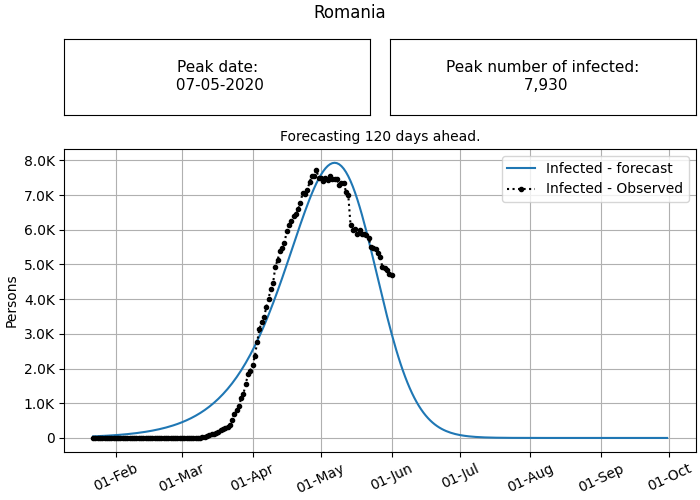 Romania
Peak date:
07-05-2020
Peak number of infected:
7,930
Forecasting 120 days ahead.
Infected - forecast
Infected - Observed
8.0K
7.0K
6.0K
5.0K
4.0K
3.0K
2.0K
1.0K
0
Persons
01-Feb
01-Mar
01-Apr
01-May
01-Jun
01-Jul
01-Aug
01-Sep
01-Oct